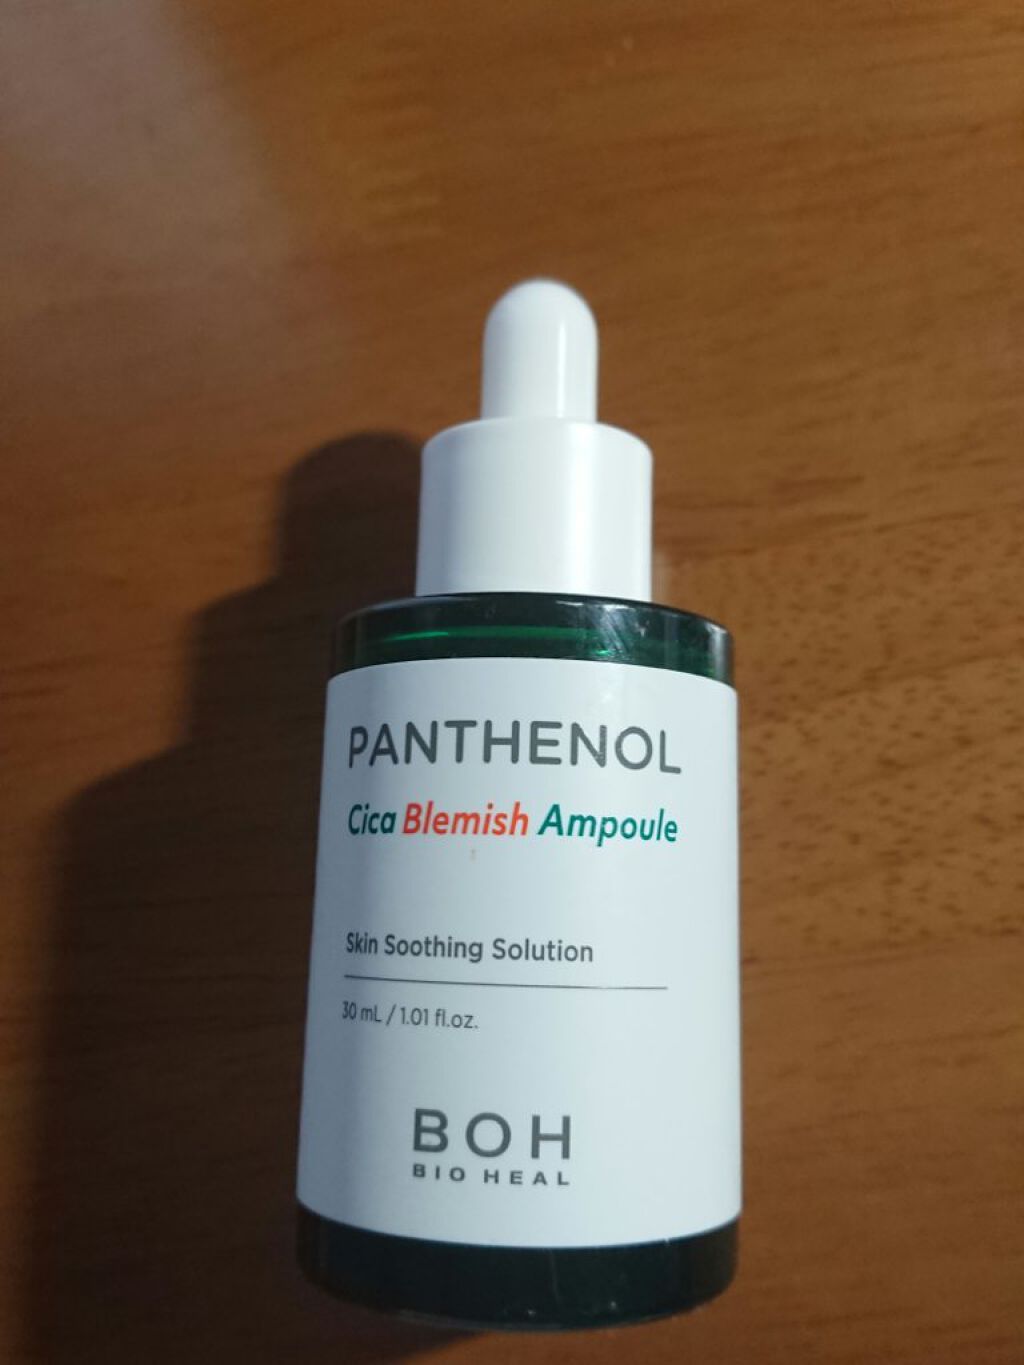 PANTHENOL
Cica Blemish Ampoule
Skin Soothing Solution
30 mL / 1.01 fl.oz.
BOH
BIO HEAL